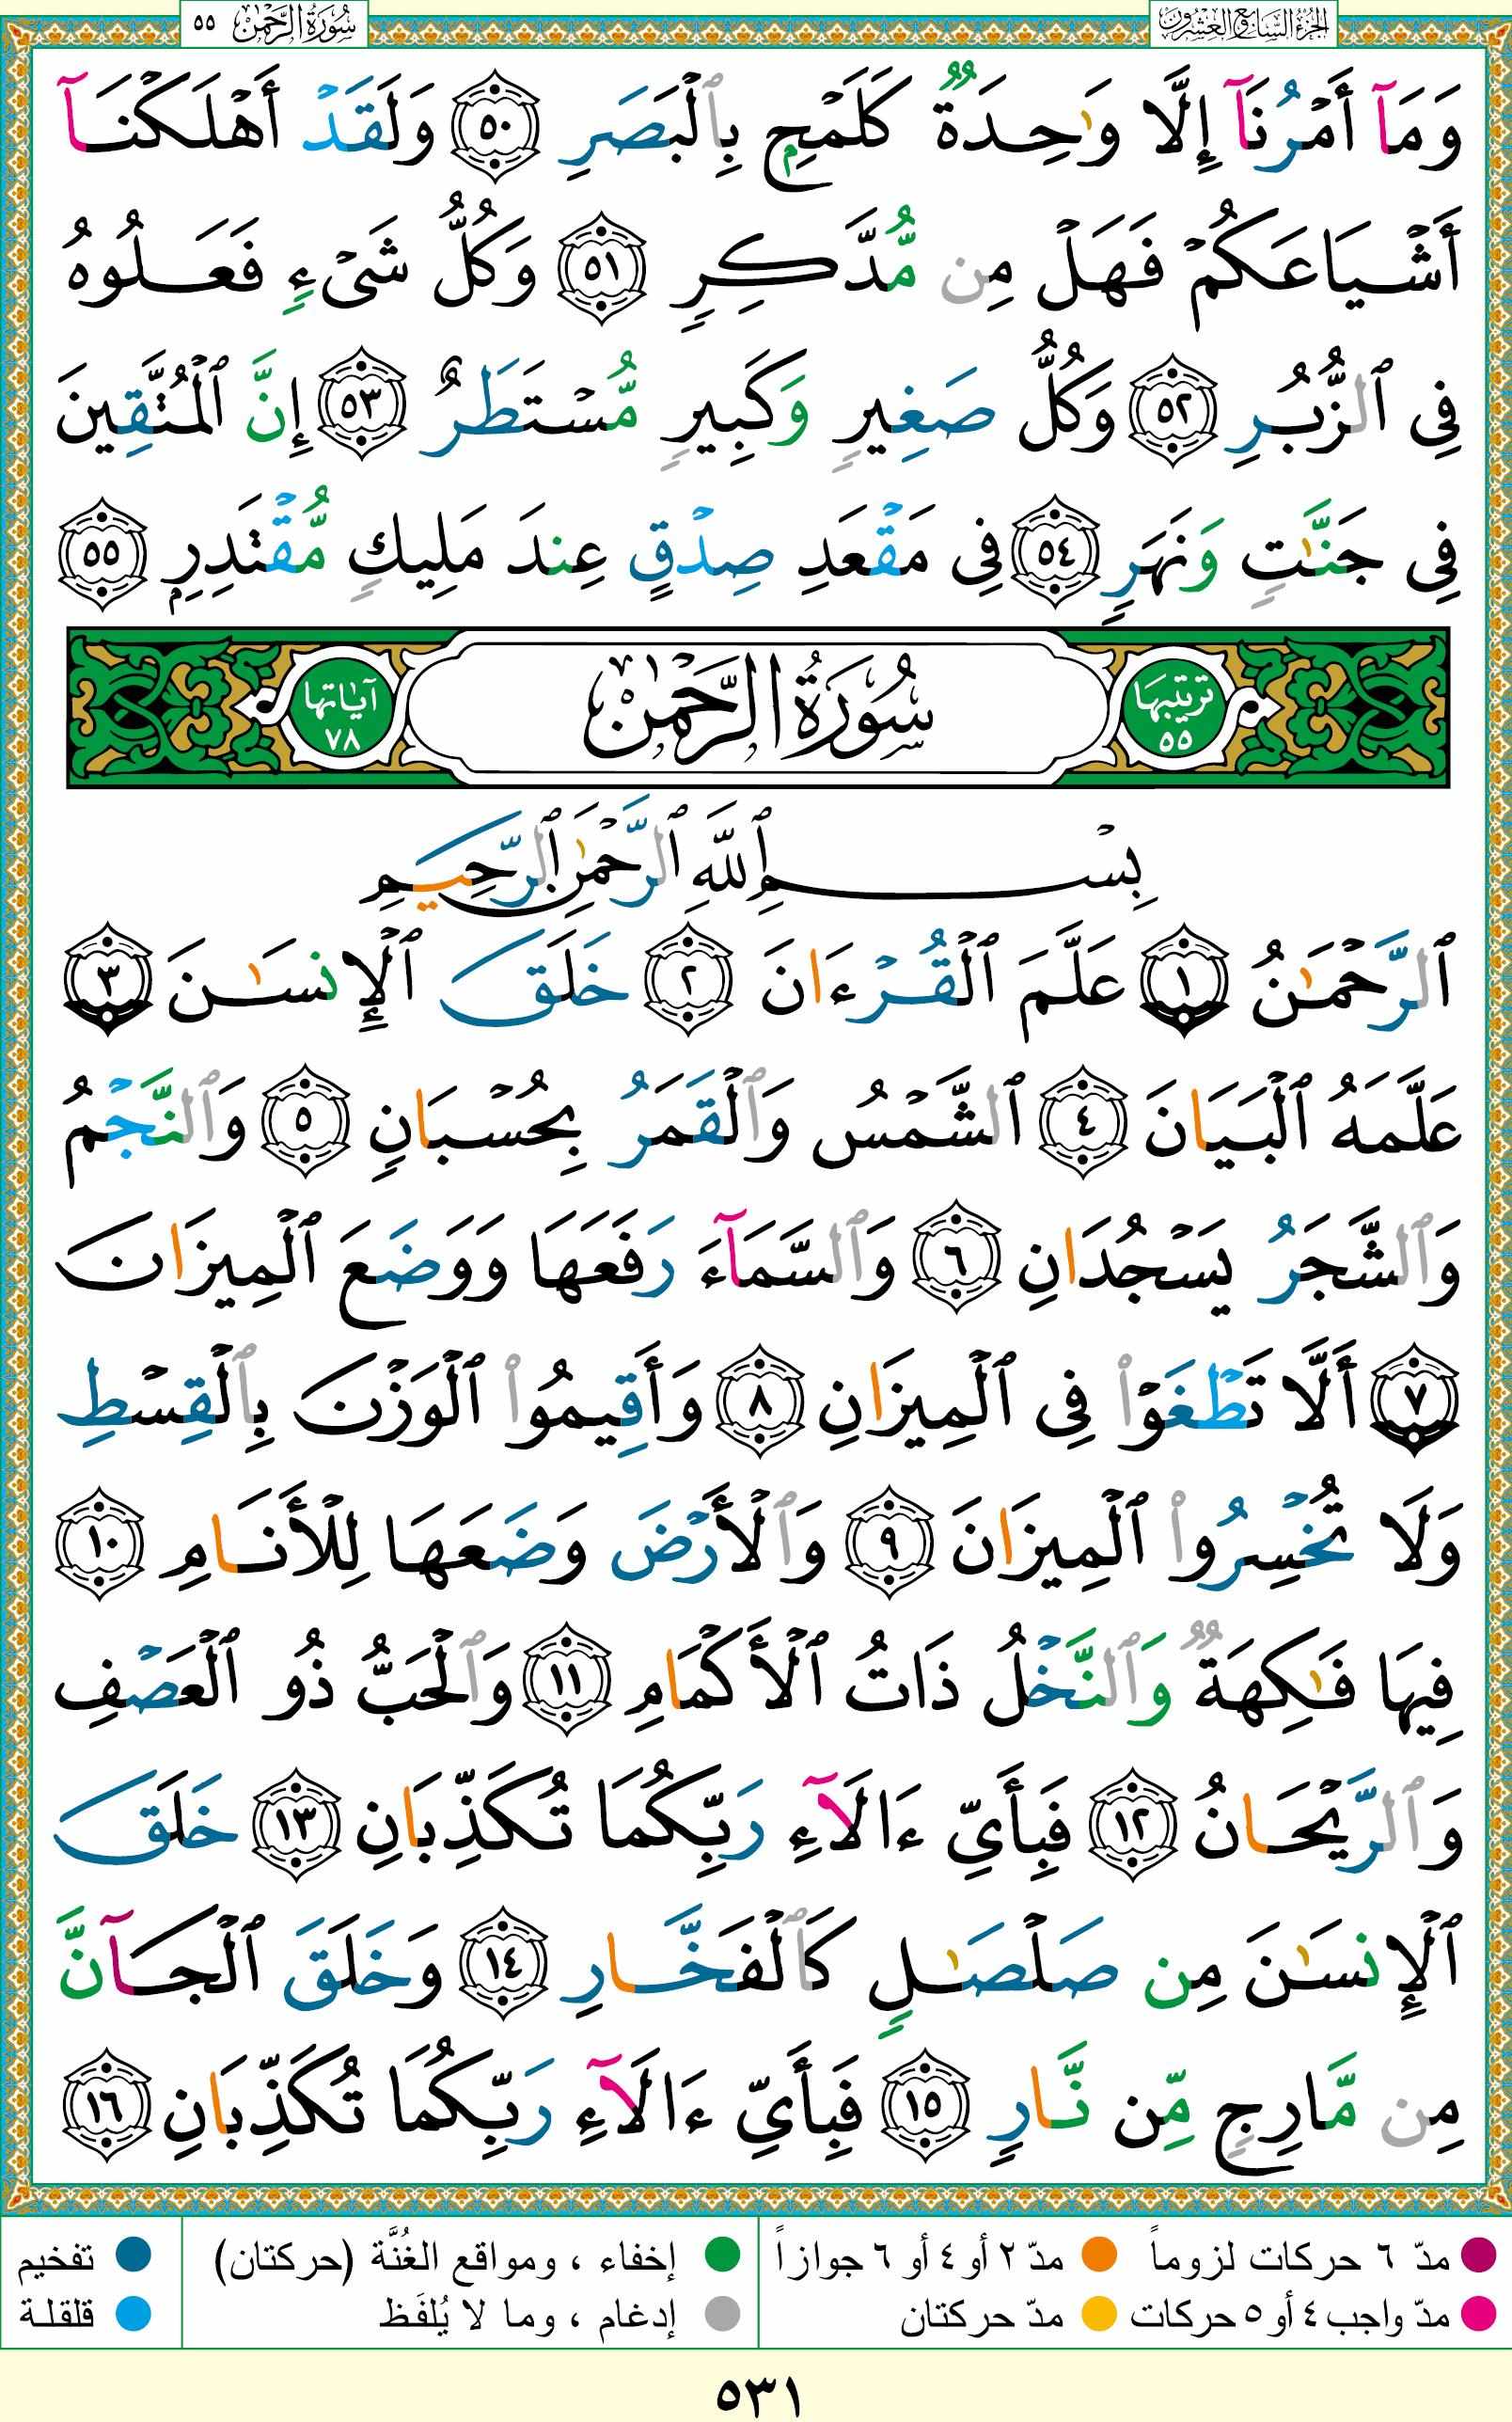 الجزء السابع والعشرون
سورة الرحمن ٥٥
وَمَآ أَمْرُنَآ إِلَّا وَٰحِدَةٌ كَلَمْحٍۭ بِٱلْبَصَرِ ٥٠ وَلَقَدْ أَهْلَكْنَآ
أَشْيَاعَكُمْ فَهَلْ مِن مُّدَّكِرٍ ٥١ وَكُلُّ شَىْءٍ فَعَلُوهُ
فِى ٱلزُّبُرِ ٥٢ وَكُلُّ صَغِيرٍ وَكَبِيرٍ مُّسْتَطَرٌ ٥٣ إِنَّ ٱلْمُتَّقِينَ
فِى جَنَّٰتٍ وَنَهَرٍ ٥٤ فِى مَقْعَدِ صِدْقٍ عِندَ مَلِيكٍ مُّقْتَدِرٍۭ ٥٥
ترتيبها ٥٥ سُورَةُ الرَّحْمَٰن آياتها ٧٨
بِسْمِ ٱللَّهِ ٱلرَّحْمَٰنِ ٱلرَّحِيمِ
ٱلرَّحْمَٰنُ ١ عَلَّمَ ٱلْقُرْءَانَ ٢ خَلَقَ ٱلْإِنسَٰنَ ٣
عَلَّمَهُ ٱلْبَيَانَ ٤ ٱلشَّمْسُ وَٱلْقَمَرُ بِحُسْبَانٍ ٥ وَٱلنَّجْمُ
وَٱلشَّجَرُ يَسْجُدَانِ ٦ وَٱلسَّمَآءَ رَفَعَهَا وَوَضَعَ ٱلْمِيزَانَ
٧ أَلَّا تَطْغَوْا۟ فِى ٱلْمِيزَانِ ٨ وَأَقِيمُوا۟ ٱلْوَزْنَ بِٱلْقِسْطِ
وَلَا تُخْسِرُوا۟ ٱلْمِيزَانَ ٩ وَٱلْأَرْضَ وَضَعَهَا لِلْأَنَامِ ١٠
فِيهَا فَٰكِهَةٌ وَٱلنَّخْلُ ذَاتُ ٱلْأَكْمَامِ ١١ وَٱلْحَبُّ ذُو ٱلْعَصْفِ
وَٱلرَّيْحَانُ ١٢ فَبِأَىِّ ءَالَآءِ رَبِّكُمَا تُكَذِّبَانِ ١٣ خَلَقَ
ٱلْإِنسَٰنَ مِن صَلْصَٰلٍ كَٱلْفَخَّارِ ١٤ وَخَلَقَ ٱلْجَآنَّ
مِن مَّارِجٍ مِّن نَّارٍ ١٥ فَبِأَىِّ ءَالَآءِ رَبِّكُمَا تُكَذِّبَانِ ١٦
مدّ ٦ حركات لزوماً مدّ ٢ أو ٤ أو ٦ جوازاً إخفاء ، ومواقع الغُنَّة (حركتان) تفخيم
مدّ واجب ٤ أو ٥ حركات مدّ حركتان إدغام ، وما لا يُلفَظ قلقلة
٥٣١